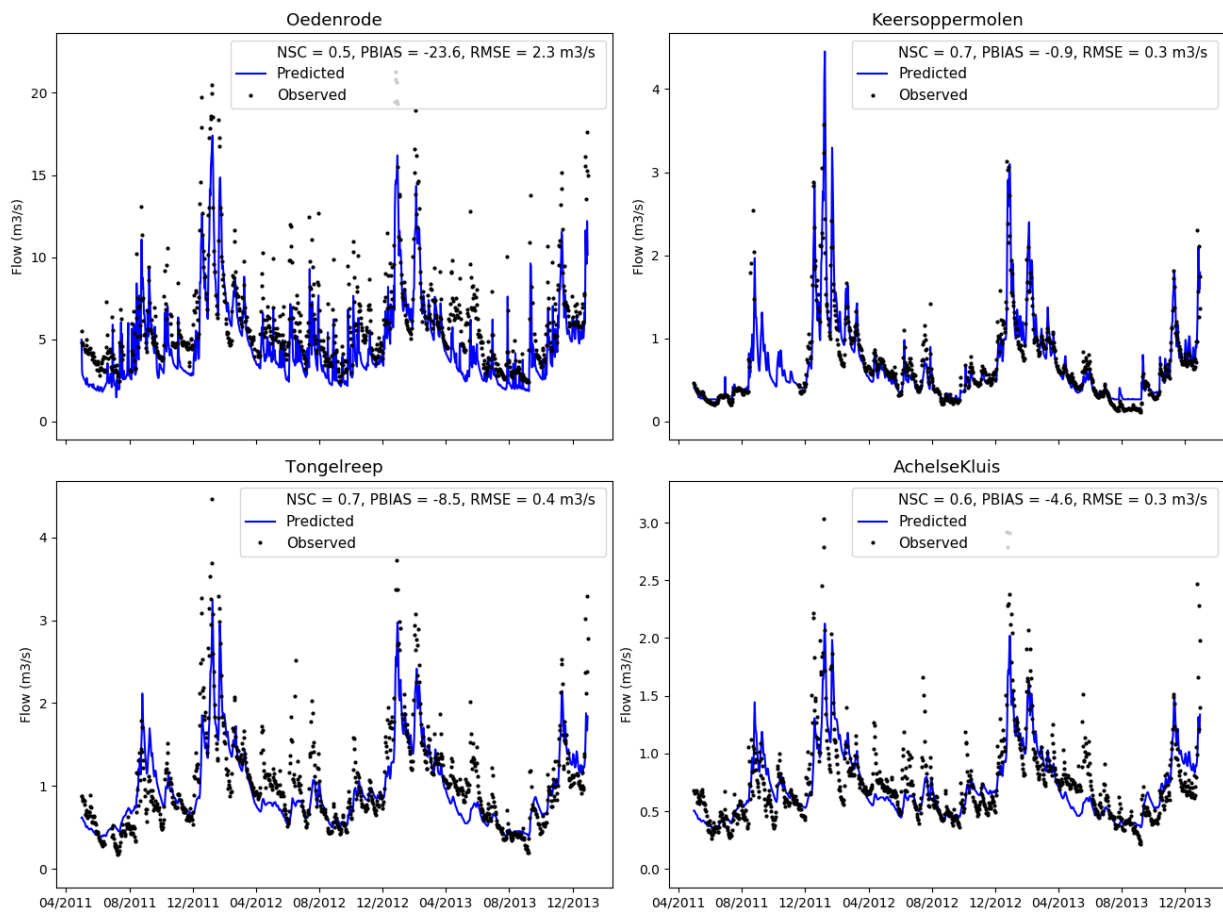 Oedenrode
NSC = 0.5, PBIAS = -23.6, RMSE = 2.3 m3/s
Predicted
Observed
Flow (m3/s)
20
15
10
5
0
Keersoppermolen
NSC = 0.7, PBIAS = -0.9, RMSE = 0.3 m3/s
Predicted
Observed
Flow (m3/s)
4
3
2
1
0
Tongelreep
NSC = 0.7, PBIAS = -8.5, RMSE = 0.4 m3/s
Predicted
Observed
Flow (m3/s)
4
3
2
1
0
04/2011 08/2011 12/2011 04/2012 08/2012 12/2012 04/2013 08/2013 12/2013
AchelseKluis
NSC = 0.6, PBIAS = -4.6, RMSE = 0.3 m3/s
Predicted
Observed
Flow (m3/s)
3.0
2.5
2.0
1.5
1.0
0.5
0.0
04/2011 08/2011 12/2011 04/2012 08/2012 12/2012 04/2013 08/2013 12/2013